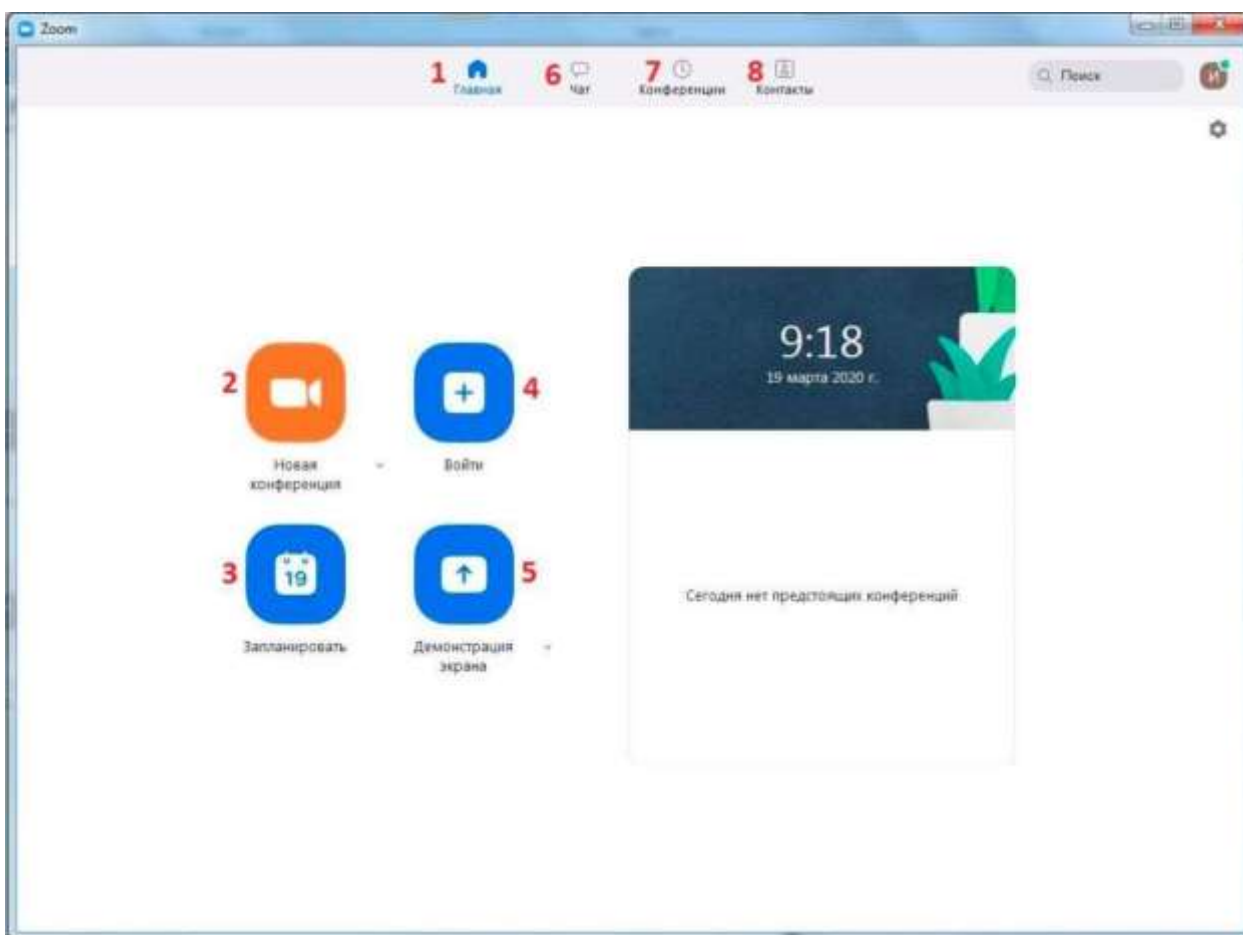 Zoom
1 6 7 8
Главная Чат Конференции Контакты
Поиск
И
9:18
19 марта 2020 г.
2 4
Новая Войти
конференция
3 19 5
Запланировать Демонстрация
экрана
Сегодня нет предстоящих конференций